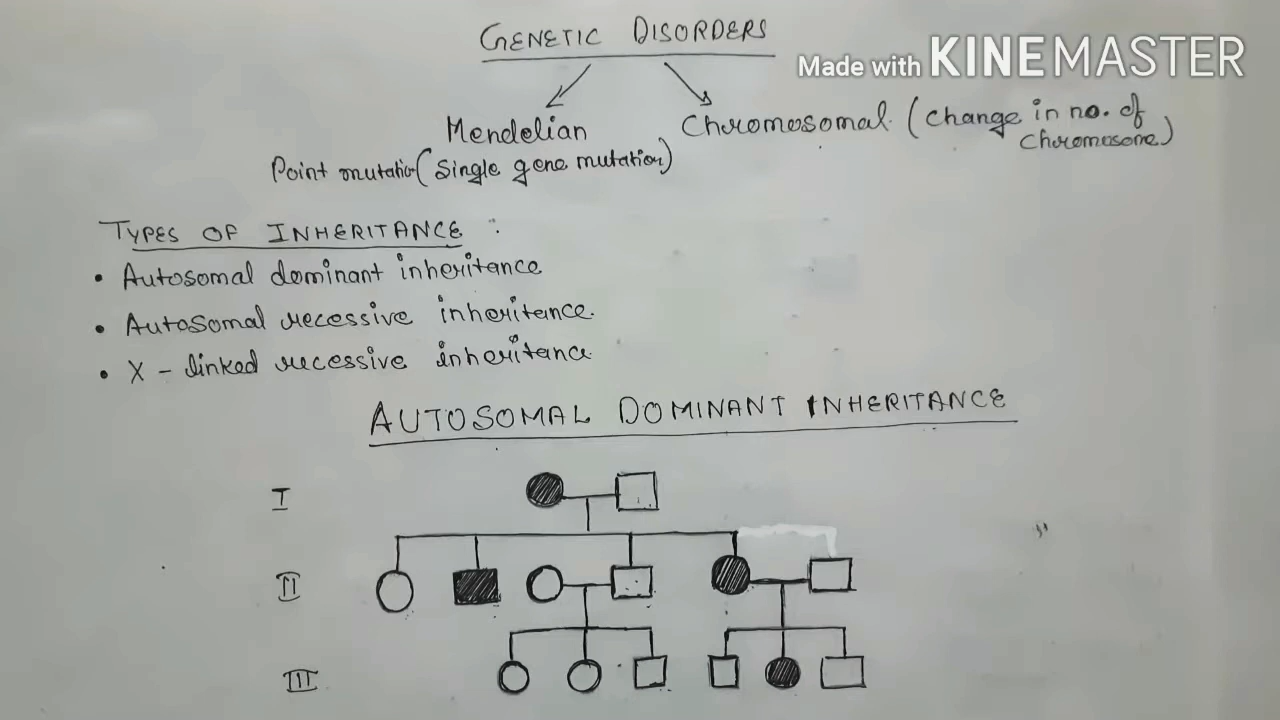 GENETIC DISORDERS
Made with KINEMASTER
Mendelian
Chromosomal (Change in no. of
Chromosome)
Point mutation (Single gene mutation)
TYPES OF INHERITANCE :
• Autosomal dominant inheritance
• Autosomal recessive inheritance.
• X - linked recessive inheritance
AUTOSOMAL DOMINANT INHERITANCE
I
II
III